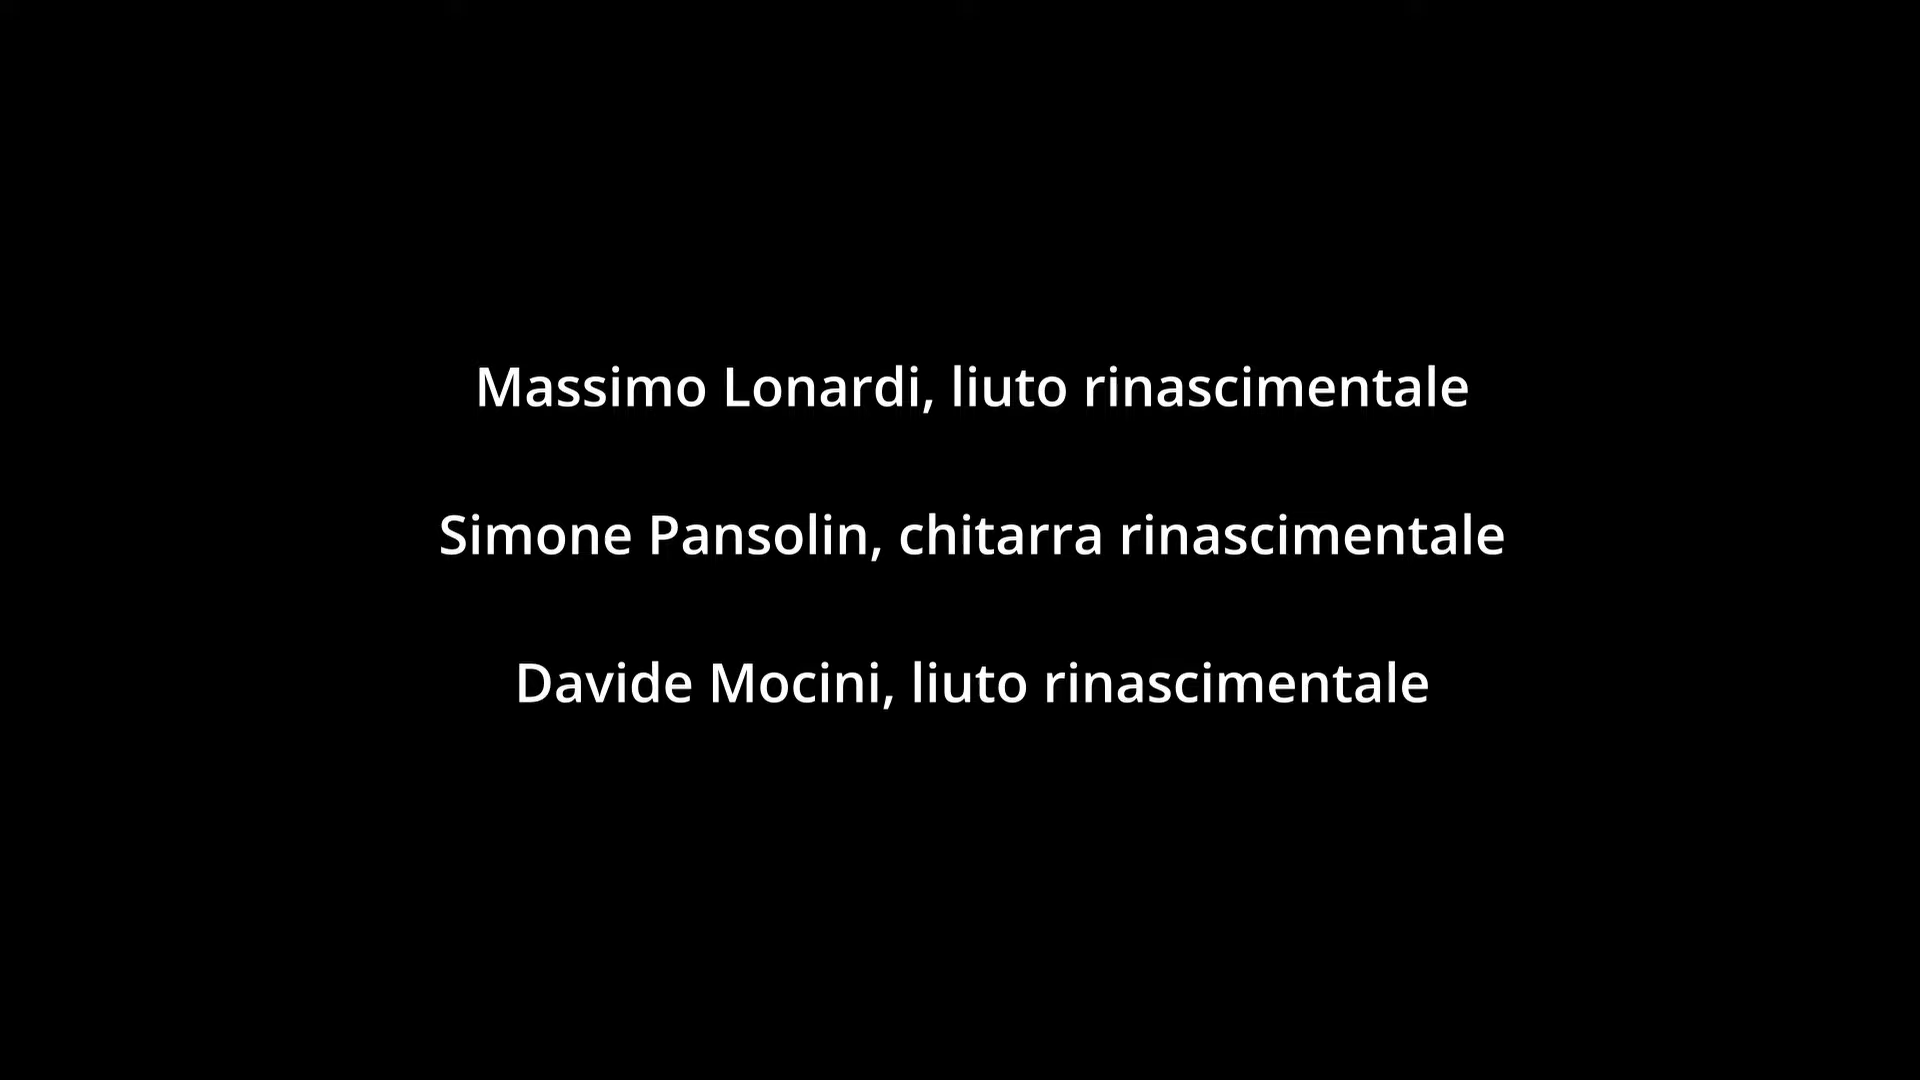 Massimo Lonardi, liuto rinascimentale
Simone Pansolin, chitarra rinascimentale
Davide Mocini, liuto rinascimentale